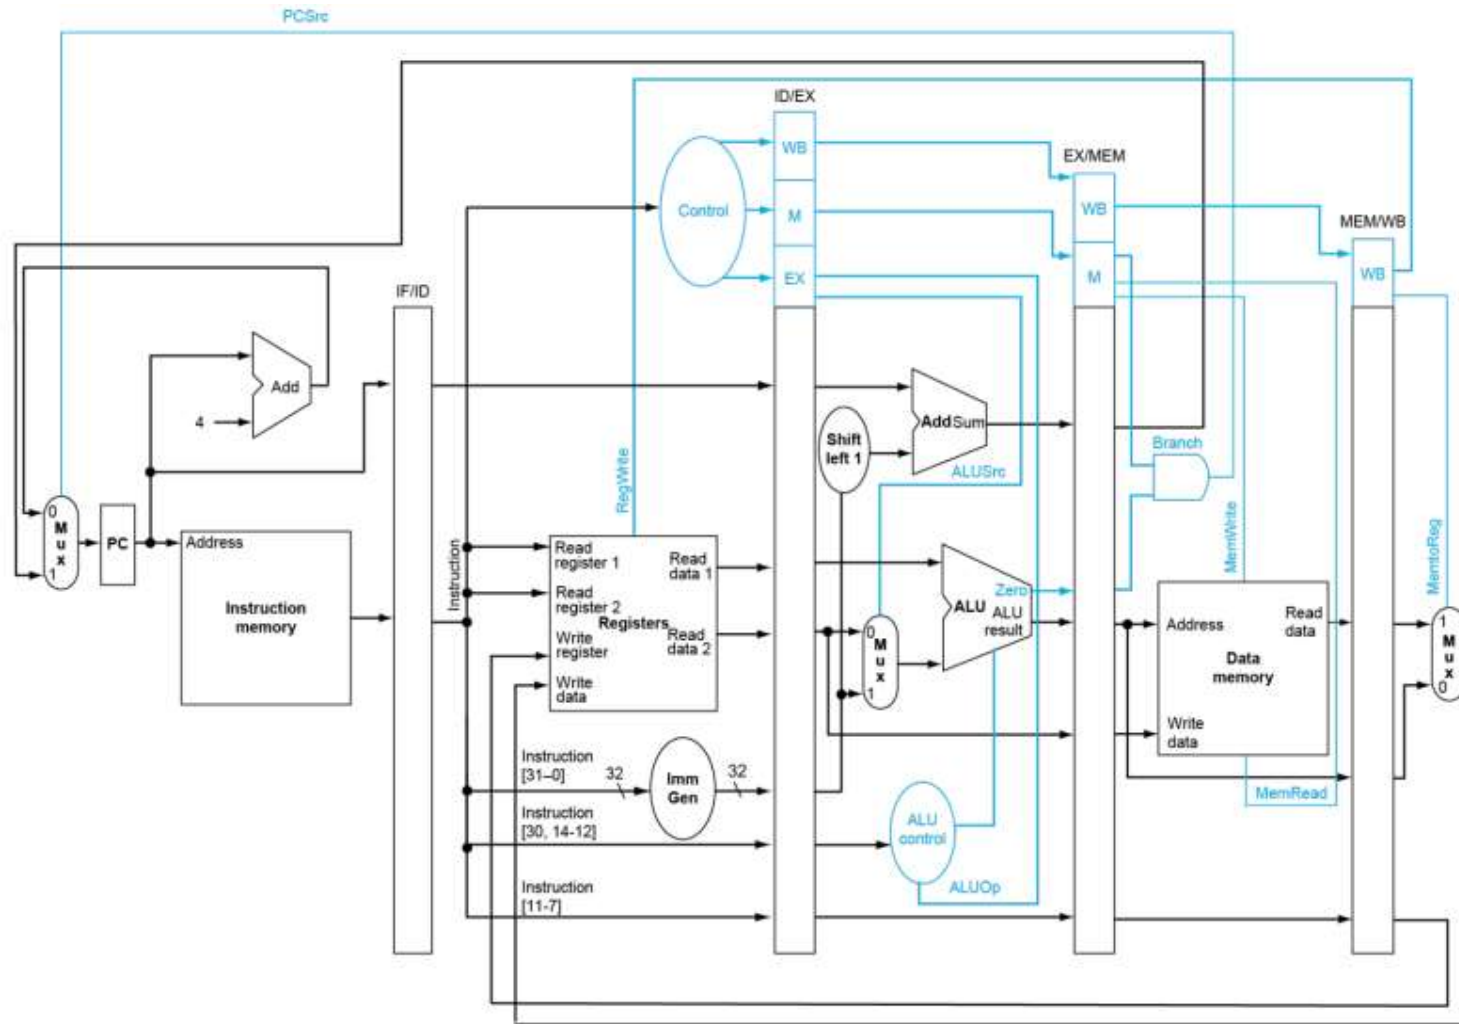 PCSrc
ID/EX
WB
EX/MEM
Control
M
WB
MEM/WB
EX
M
WB
IF/ID
Add
4
Shift
left 1
Add Sum
Branch
ALUSrc
RegWrite
MemWrite
MemtoReg
0
M
u
x
1
PC
Address
Instruction
memory
Instruction
Read
register 1
Read
register 2
Registers
Write
register
Write
data
Read
data 1
Read
data 2
0
M
u
x
1
Zero
ALU
ALU
result
Address
Read
data
Data
memory
Write
data
1
M
u
x
0
Instruction
[31–0]
32
Imm
Gen
32
MemRead
Instruction
[30, 14-12]
ALU
control
ALUOp
Instruction
[11-7]